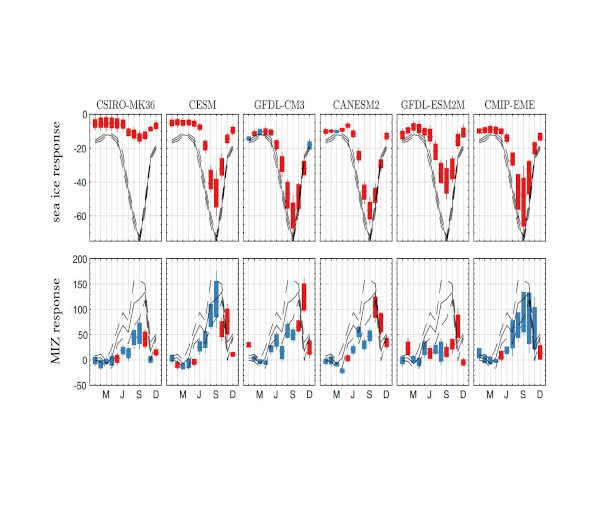 CSIRO-MK36 CESM GFDL-CM3 CANESM2 GFDL-ESM2M CMIP-EME
sea ice response
0
-20
-40
-60
MIZ response
200
150
100
50
0
-50
M J S D M J S D M J S D M J S D M J S D M J S D